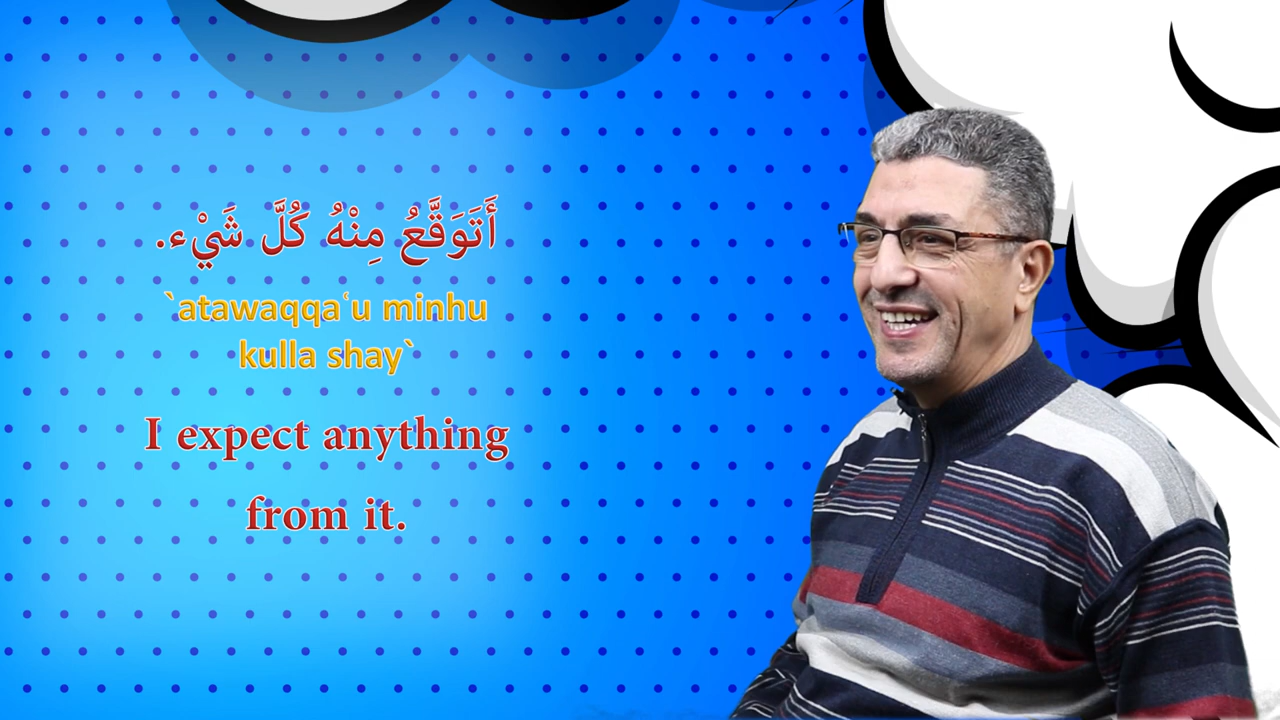 أَتَوَقَّعُ مِنْهُ كُلَّ شَيْء.
`atawaqqaʿu minhu
kulla shay`
I expect anything
from it.